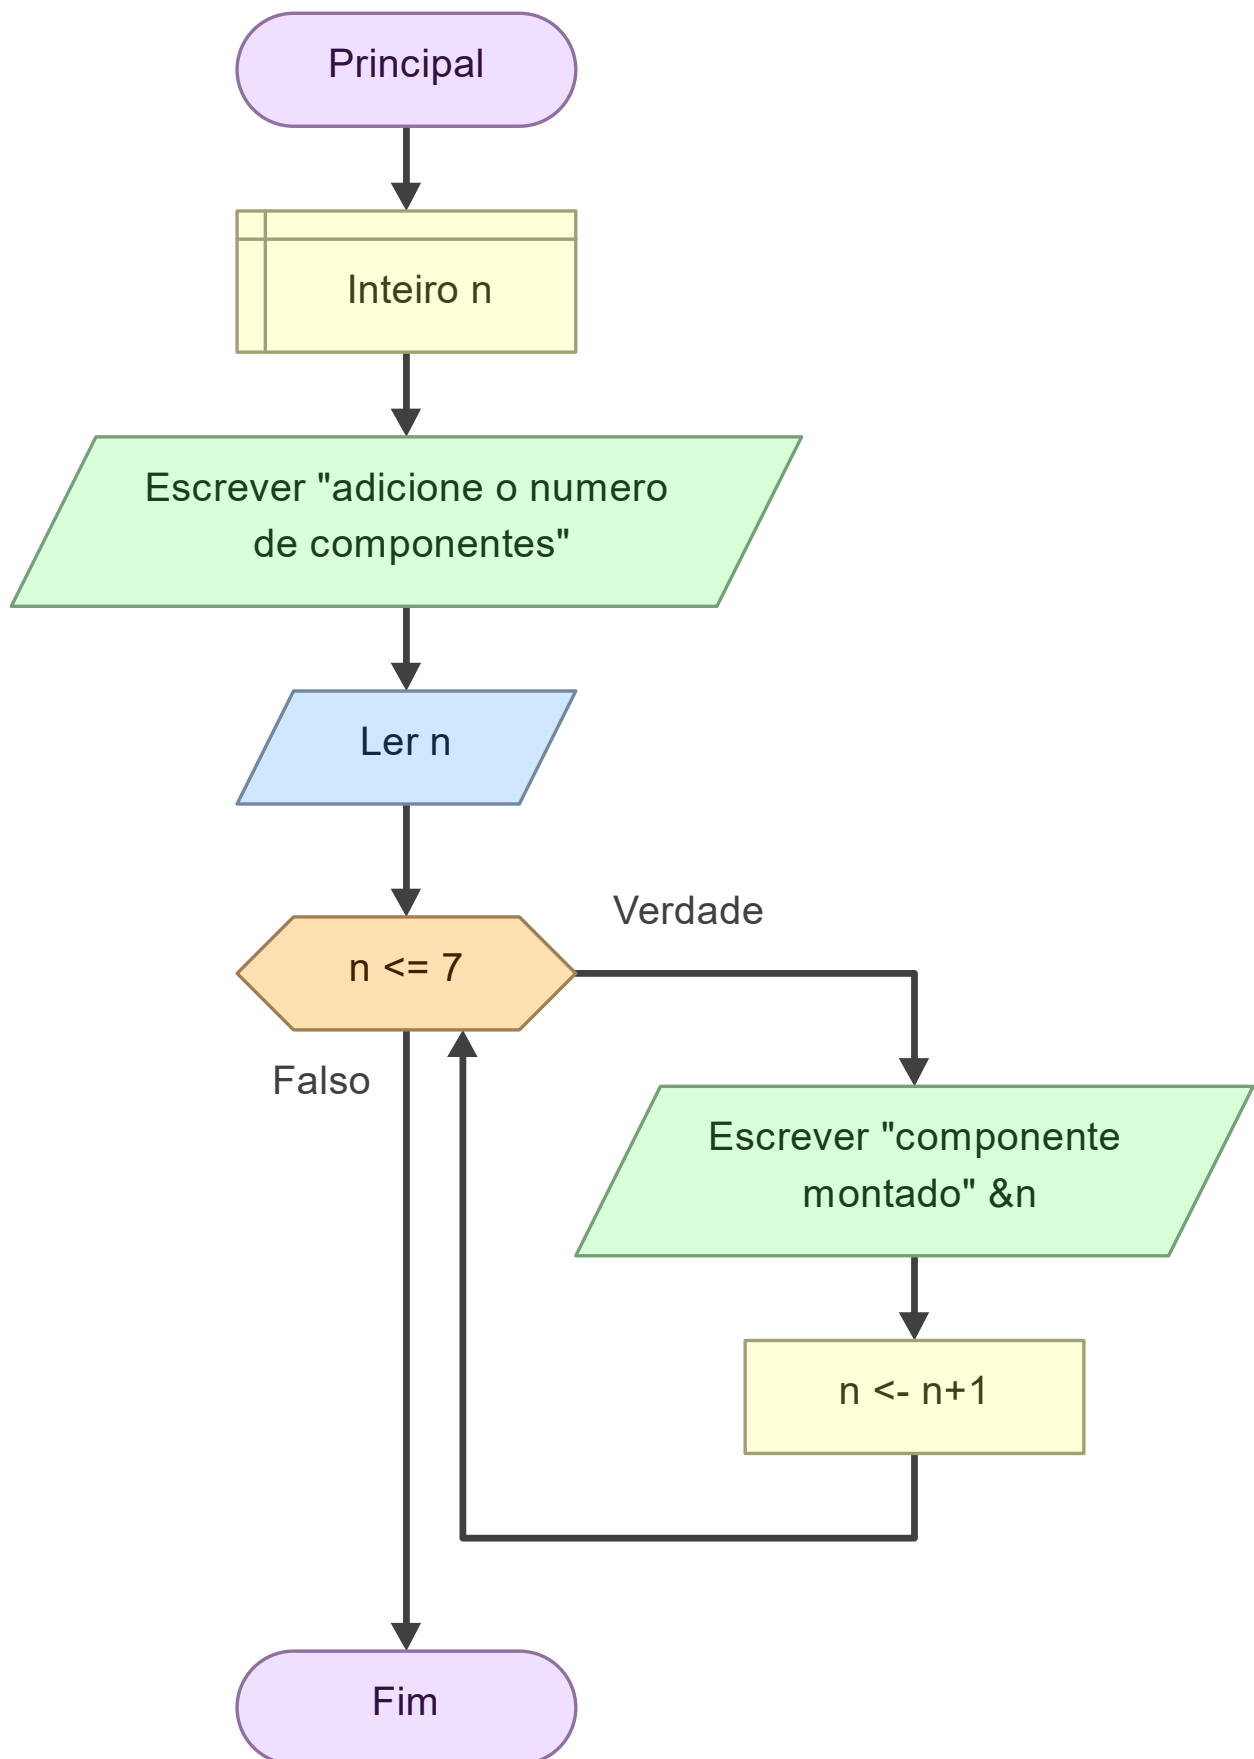 Principal
Inteiro n
Escrever "adicione o numero
de componentes"
Ler n
n <= 7
Verdade
Falso
Escrever "componente
montado" &n
n <- n+1
Fim